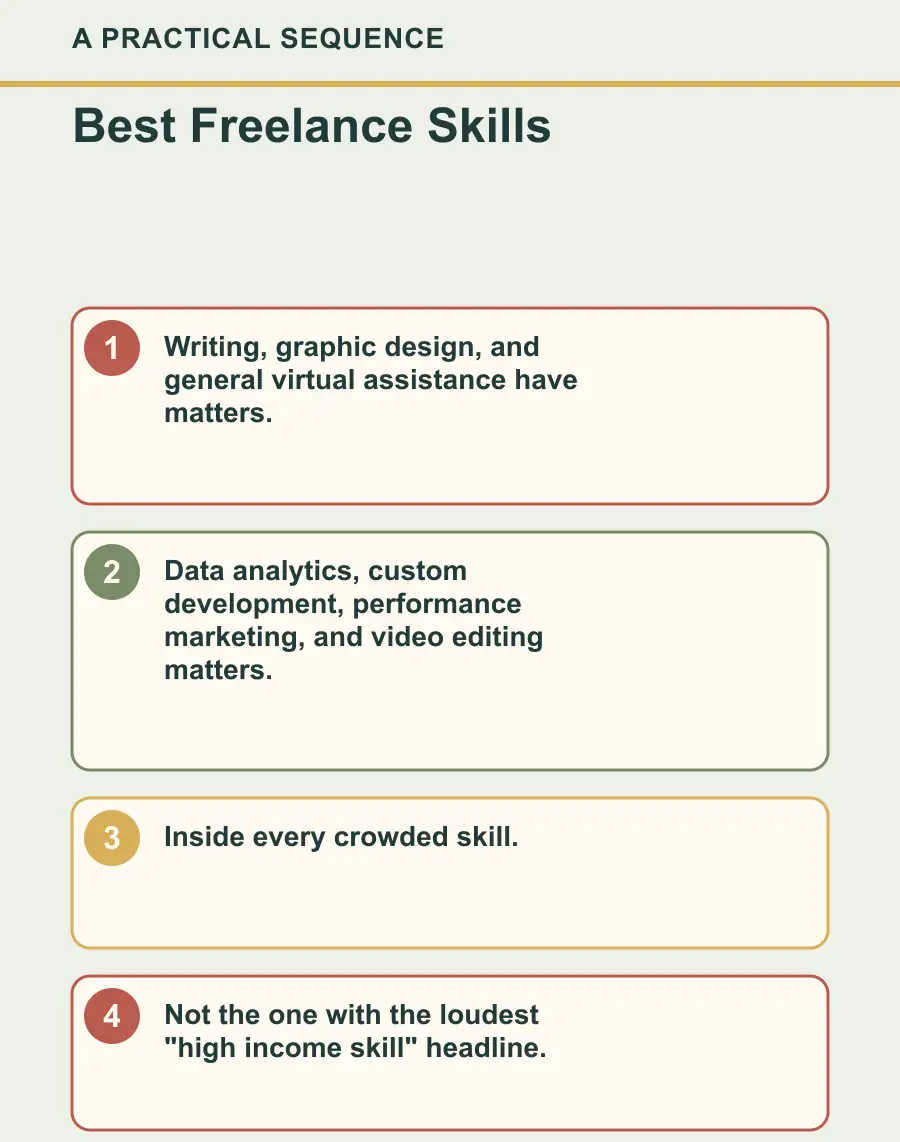 A PRACTICAL SEQUENCE
Best Freelance Skills
1
Writing, graphic design, and
general virtual assistance have
matters.
2
Data analytics, custom
development, performance
marketing, and video editing
matters.
3
Inside every crowded skill.
4
Not the one with the loudest
"high income skill" headline.